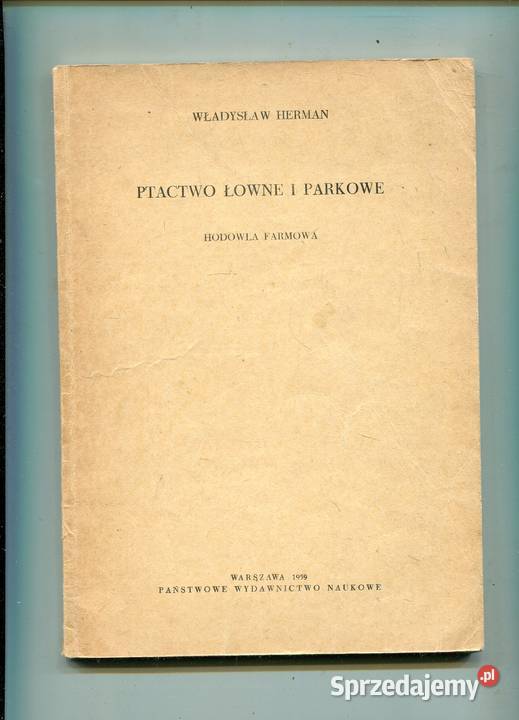 WŁADYSŁAW HERMAN
PTACTWO ŁOWNE I PARKOWE
HODOWLA FARMOWA
WARSZAWA 1959
PAŃSTWOWE WYDAWNICTWO NAUKOWE
Sprzedajemy.pl